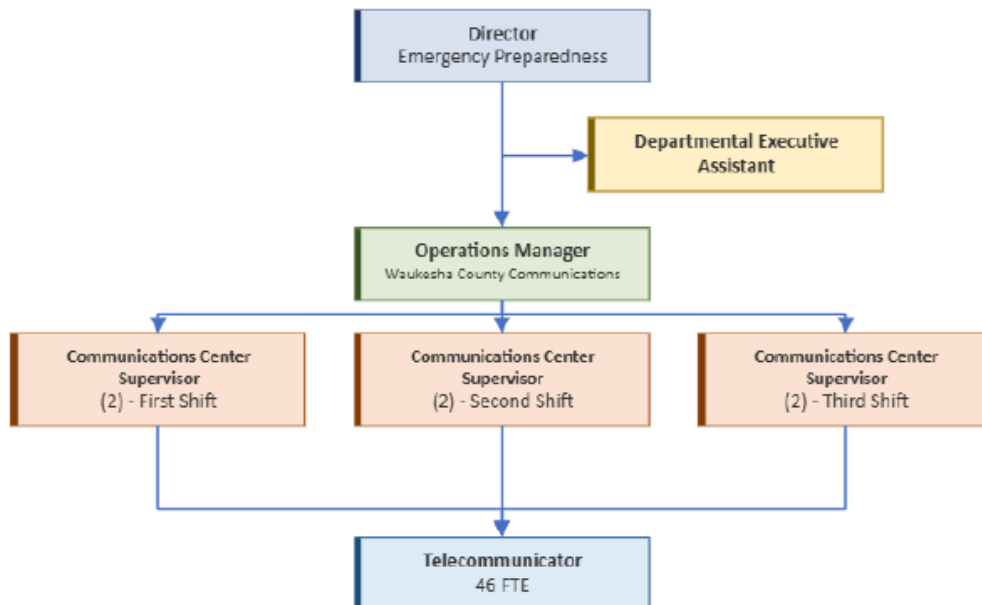 Director
Emergency Preparedness
Departmental Executive
Assistant
Operations Manager
Waukesha County Communications
Communications Center
Supervisor
(2) - First Shift
Communications Center
Supervisor
(2) - Second Shift
Communications Center
Supervisor
(2) - Third Shift
Telecommunicator
46 FTE